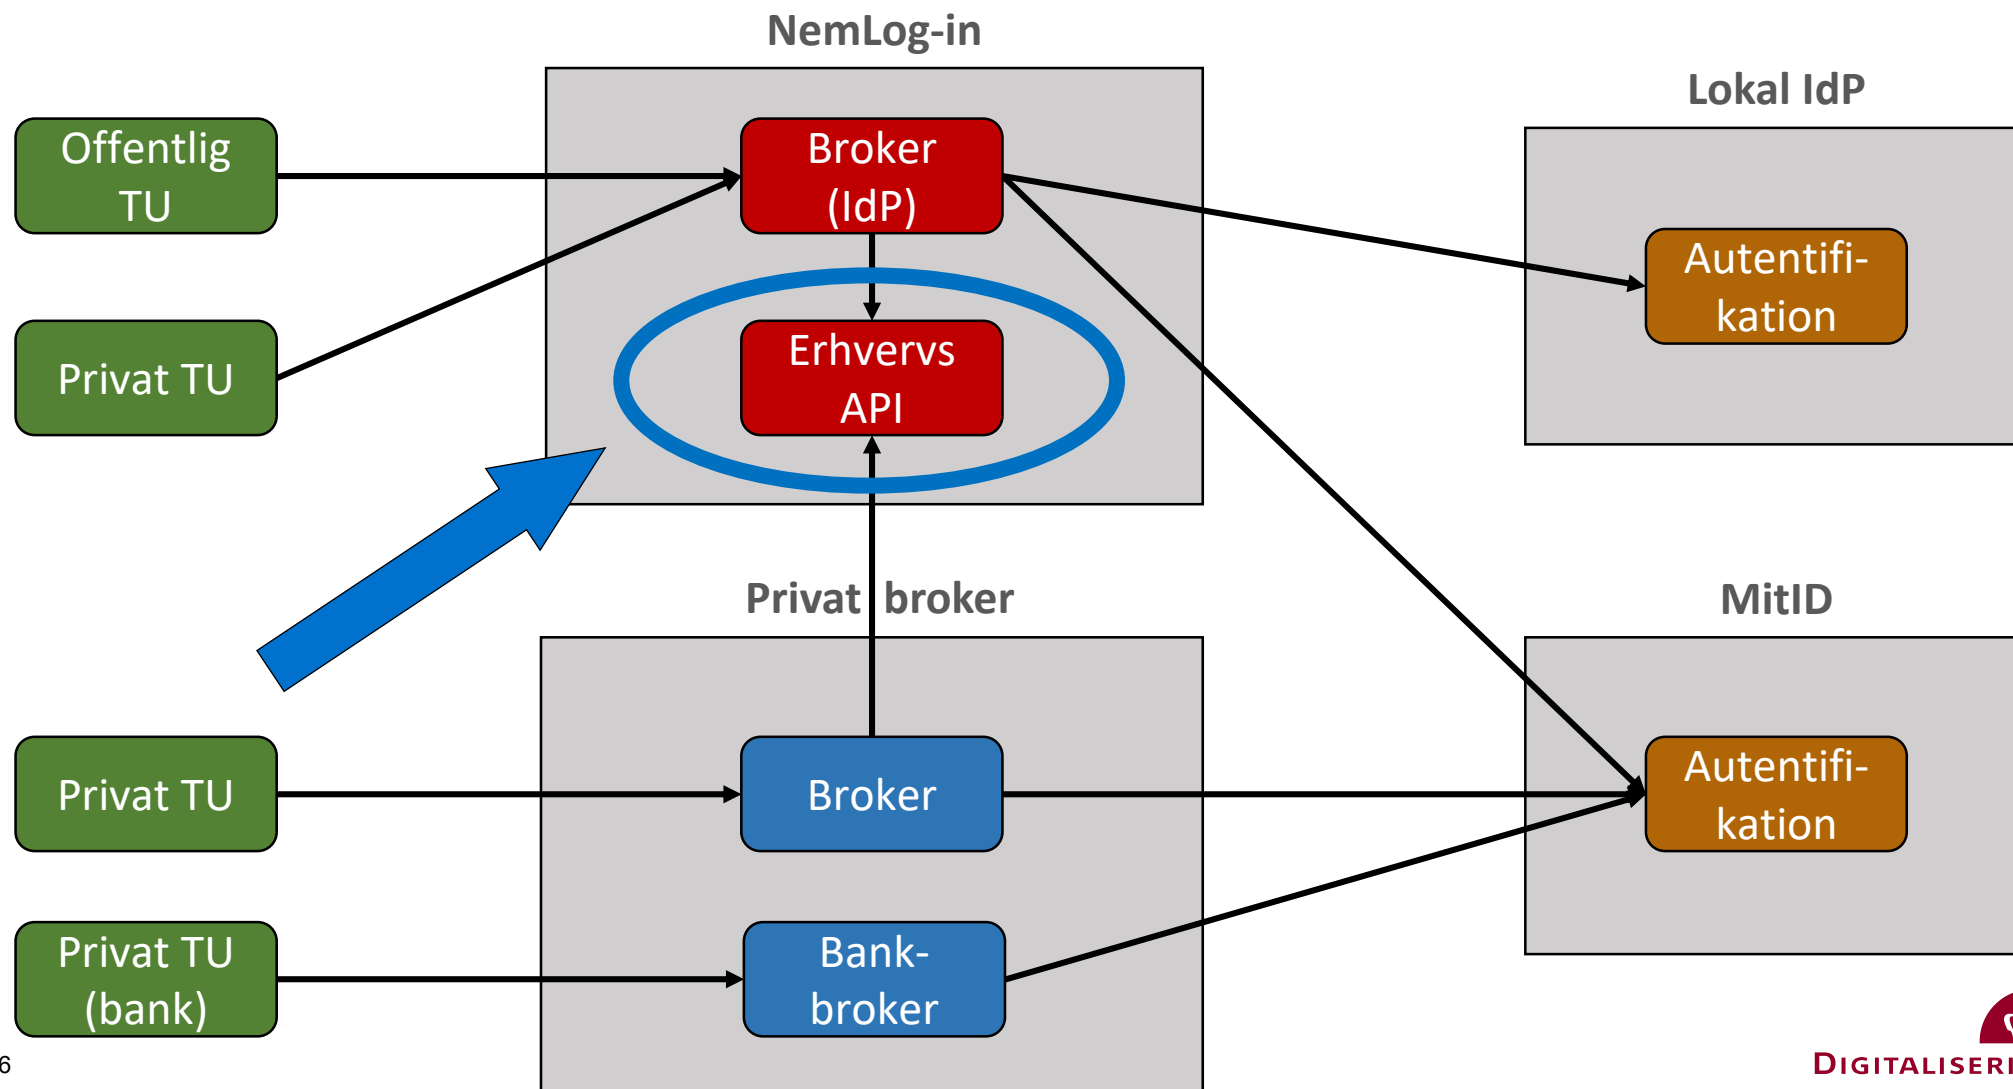 NemLog-in
Lokal IdP
Offentlig
TU
Broker
(IdP)
Autentifi-
kation
Privat TU
Erhvervs
API
Privat broker
MitID
Privat TU
Broker
Autentifi-
kation
Privat TU
(bank)
Bank-
broker
6
DIGITALISERI